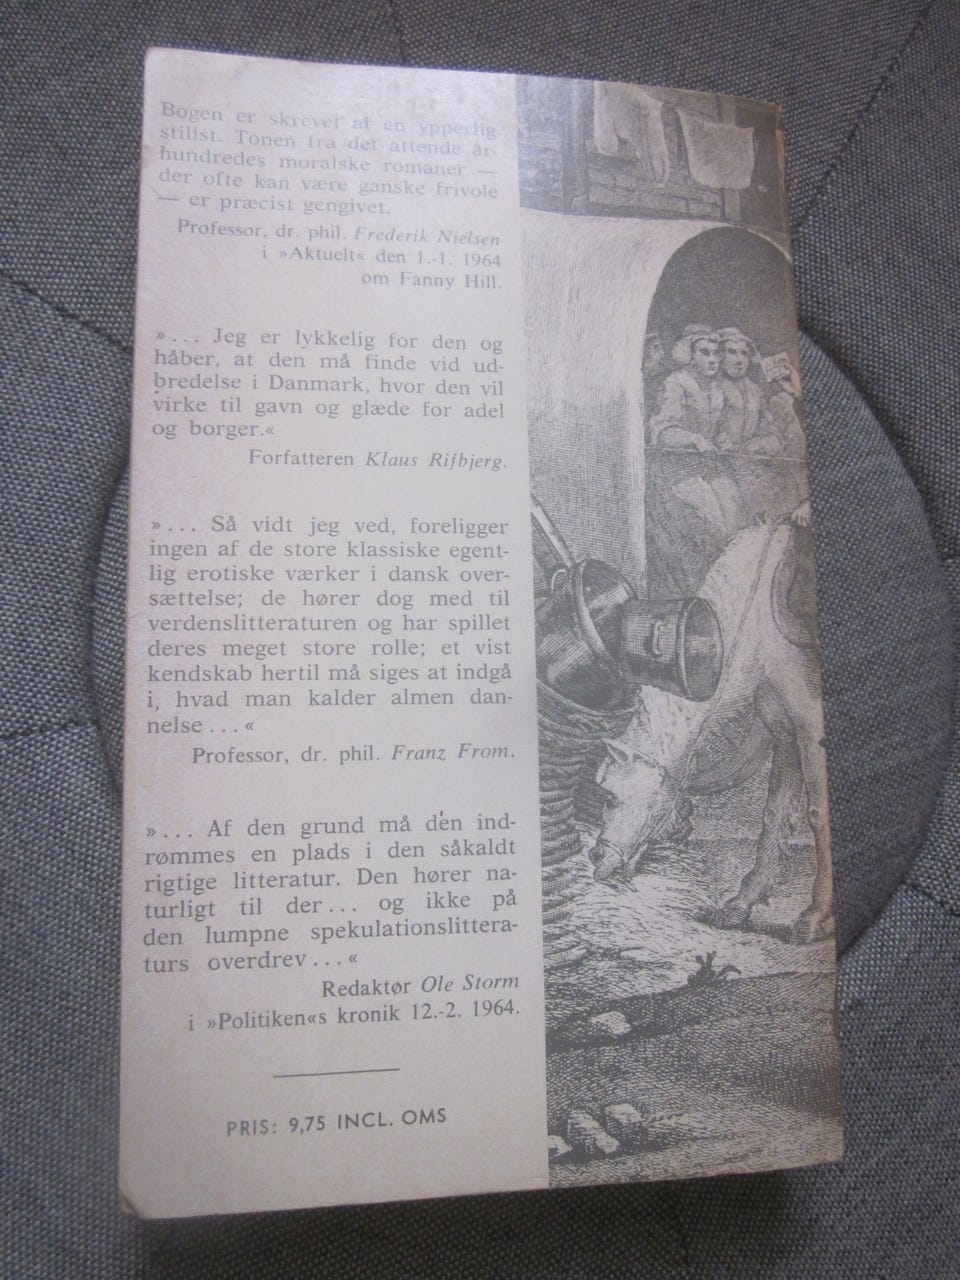 Bogen er skrevet af en ypperlig
stilist. Tonen fra det attende år-
hundredes moralske romaner —
der ofte kan være ganske frivole
— er præcist gengivet.
Professor, dr. phil. Frederik Nielsen
i »Aktuelt« den 1.-1. 1964
om Fanny Hill.
»... Jeg er lykkelig for den og
håber, at den må finde vid ud-
bredelse i Danmark, hvor den vil
virke til gavn og glæde for adel
og borger.«
Forfatteren Klaus Rifbjerg.
»... Så vidt jeg ved, foreligger
ingen af de store klassiske egent-
lig erotiske værker i dansk over-
sættelse; de hører dog med til
verdenslitteraturen og har spillet
deres meget store rolle; et vist
kendskab hertil må siges at indgå
i, hvad man kalder almen dan-
nelse...«
Professor, dr. phil. Franz From.
»... Af den grund må den ind-
rømmes en plads i den såkaldt
rigtige litteratur. Den hører na-
turligt til der... og ikke på
den lumpne spekulationslittera-
turs overdrev...«
Redaktør Ole Storm
i »Politiken«s kronik 12.-2. 1964.
PRIS: 9,75 INCL. OMS